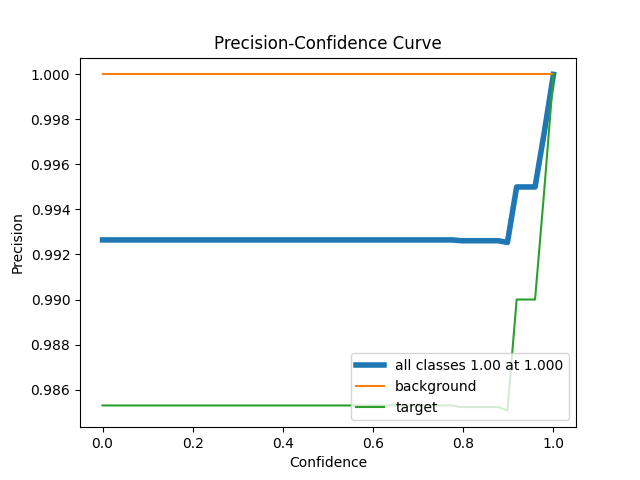 Precision-Confidence Curve
1.000
0.998
0.996
0.994
0.992
0.990
0.988
0.986
Precision
all classes 1.00 at 1.000
background
target
0.0 0.2 0.4 0.6 0.8 1.0
Confidence